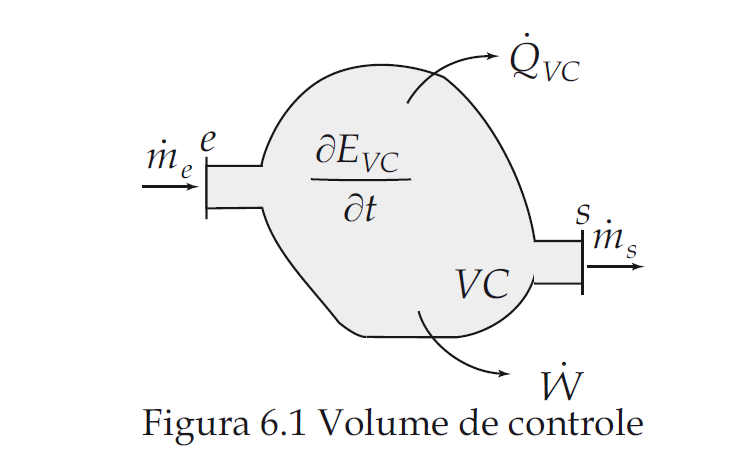 Q̇_VC
ṁ_e
e
∂E_VC
∂t
s
ṁ_s
VC
Ẇ
Figura 6.1 Volume de controle